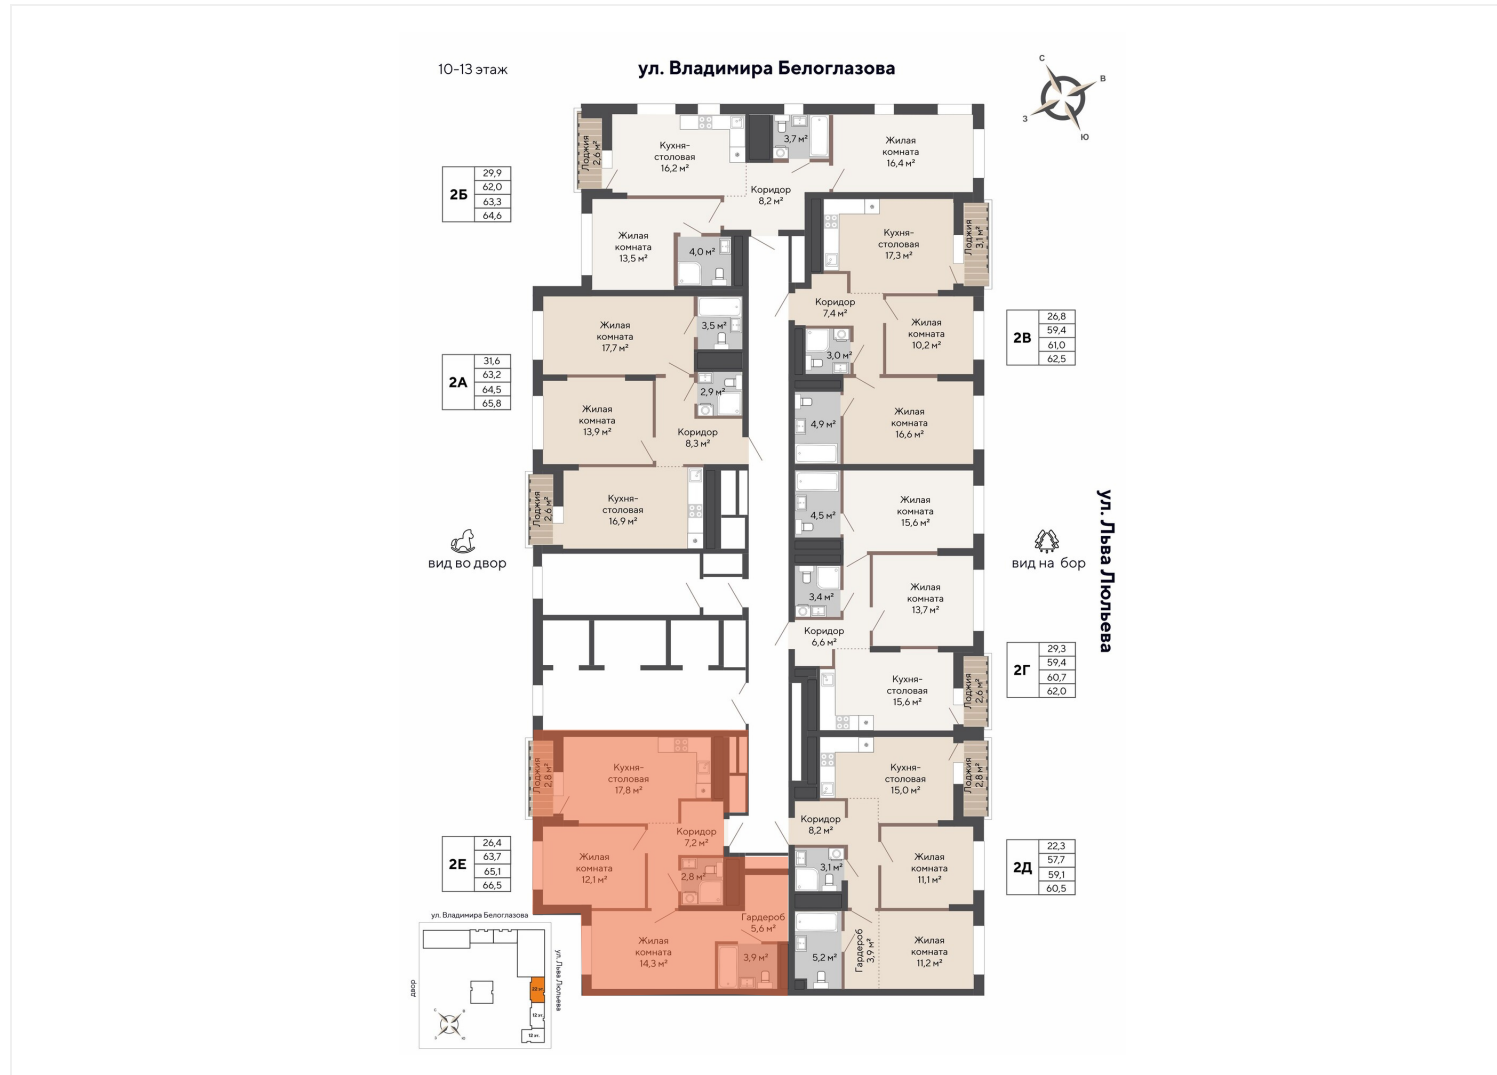 10-13 этаж
ул. Владимира Белоглазова
С
В
З
Ю
Лоджия
2,6 м²
Кухня-
столовая
16,2 м²
3,7 м²
Жилая
комната
16,4 м²
Коридор
8,2 м²
2Б
29,9
62,0
63,3
64,6
Жилая
комната
13,5 м²
4,0 м²
Кухня-
столовая
17,3 м²
Лоджия
3,1 м²
Коридор
7,4 м²
Жилая
комната
10,2 м²
3,0 м²
2В
26,8
59,4
61,0
62,5
Жилая
комната
17,7 м²
3,5 м²
2А
31,6
63,2
64,5
65,8
2,9 м²
Жилая
комната
13,9 м²
Коридор
8,3 м²
4,9 м²
Жилая
комната
16,6 м²
Лоджия
2,6 м²
Кухня-
столовая
16,9 м²
4,5 м²
Жилая
комната
15,6 м²
вид во двор
вид на бор
ул. Льва Люльева
3,4 м²
Жилая
комната
13,7 м²
Коридор
6,6 м²
Кухня-
столовая
15,6 м²
Лоджия
2,6 м²
2Г
29,3
59,4
60,7
62,0
Лоджия
2,8 м²
Кухня-
столовая
17,8 м²
Кухня-
столовая
15,0 м²
Лоджия
2,8 м²
Коридор
7,2 м²
Коридор
8,2 м²
2Е
26,4
63,7
65,1
66,5
Жилая
комната
12,1 м²
2,8 м²
3,1 м²
Жилая
комната
11,1 м²
2Д
22,3
57,7
59,1
60,5
Гардероб
5,6 м²
Жилая
комната
14,3 м²
3,9 м²
5,2 м²
Гардероб
3,9 м²
Жилая
комната
11,2 м²
ул. Владимира Белоглазова
ул. Льва Люльева
двор
22 эт.
12 эт.
12 эт.
С
В
З
Ю